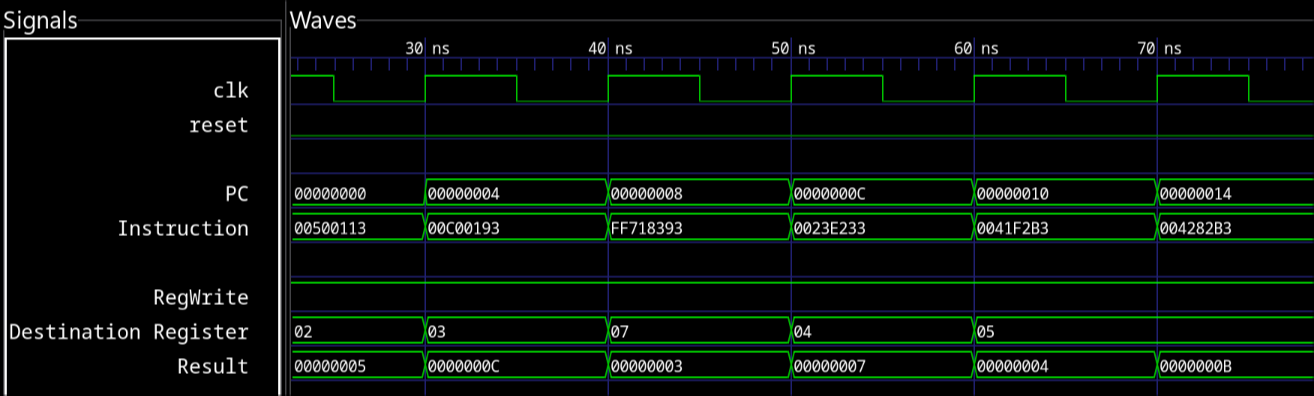 Signals Waves
30 ns 40 ns 50 ns 60 ns 70 ns
clk
reset
PC 00000000 00000004 00000008 0000000C 00000010 00000014
Instruction 00500113 00C00193 FF718393 0023E233 0041F2B3 004282B3
RegWrite
Destination Register 02 03 07 04 05
Result 00000005 0000000C 00000003 00000007 00000004 0000000B